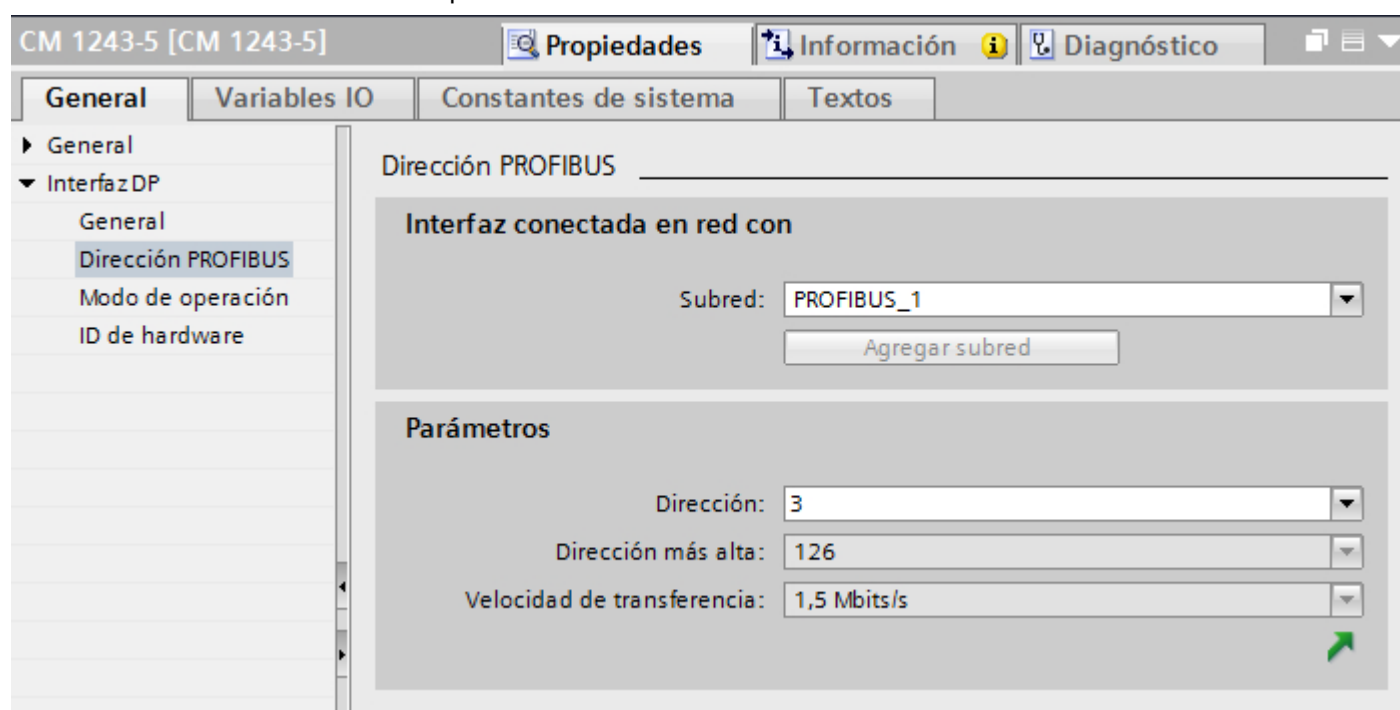 CM 1243-5 [CM 1243-5]
Propiedades
Información
Diagnóstico
General
Variables IO
Constantes de sistema
Textos
General
Interfaz DP
General
Dirección PROFIBUS
Modo de operación
ID de hardware
Dirección PROFIBUS
Interfaz conectada en red con
Subred: PROFIBUS_1
Agregar subred
Parámetros
Dirección: 3
Dirección más alta: 126
Velocidad de transferencia: 1,5 Mbits/s